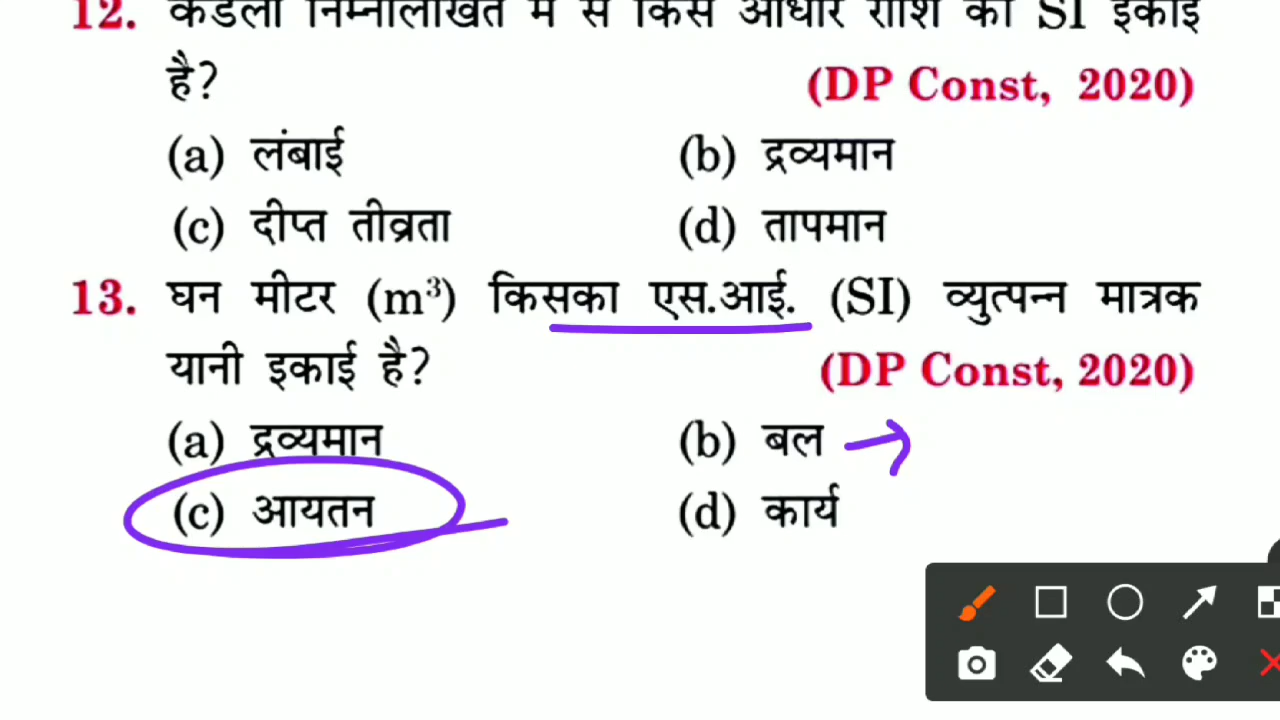 12. कैंडेला निम्नलिखित में से किस आधार राशि की SI इकाई
है?
(DP Const, 2020)
(a) लंबाई
(b) द्रव्यमान
(c) दीप्त तीव्रता
(d) तापमान
13. घन मीटर (m³) किसका एस.आई. (SI) व्युत्पन्न मात्रक
यानी इकाई है?
(DP Const, 2020)
(a) द्रव्यमान
(b) बल
(c) आयतन
(d) कार्य